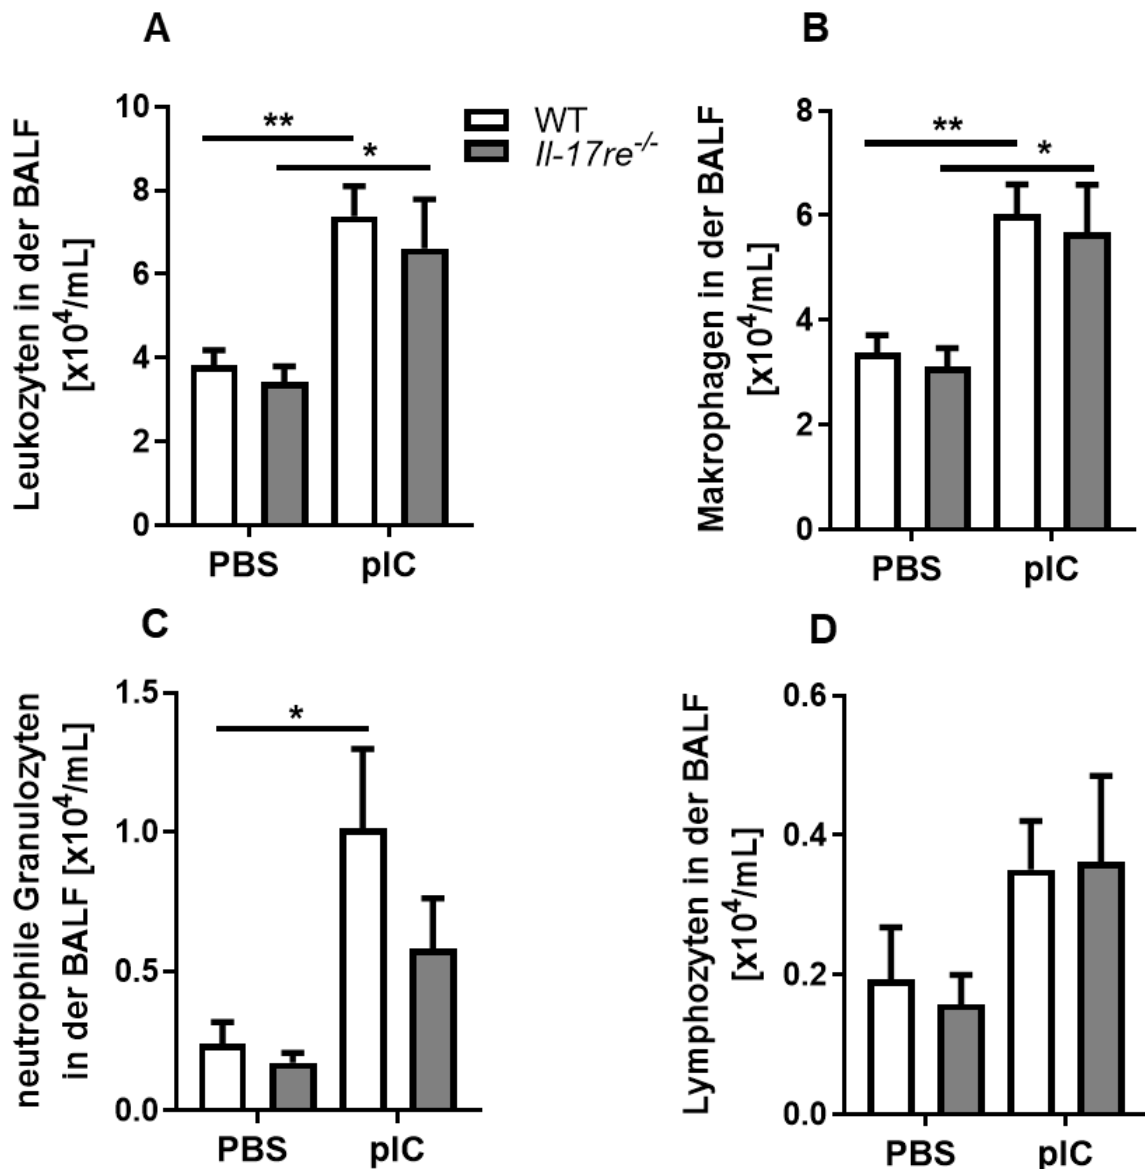 A
Leukozyten in der BALF
[x10⁴/mL]
10
8
6
4
2
0
**
*
PBS
pIC
WT
Il-17re⁻/⁻
B
Makrophagen in der BALF
[x10⁴/mL]
8
6
4
2
0
**
*
PBS
pIC
C
neutrophile Granulozyten
in der BALF [x10⁴/mL]
1.5
1.0
0.5
0.0
*
PBS
pIC
D
Lymphozyten in der BALF
[x10⁴/mL]
0.6
0.4
0.2
0.0
PBS
pIC